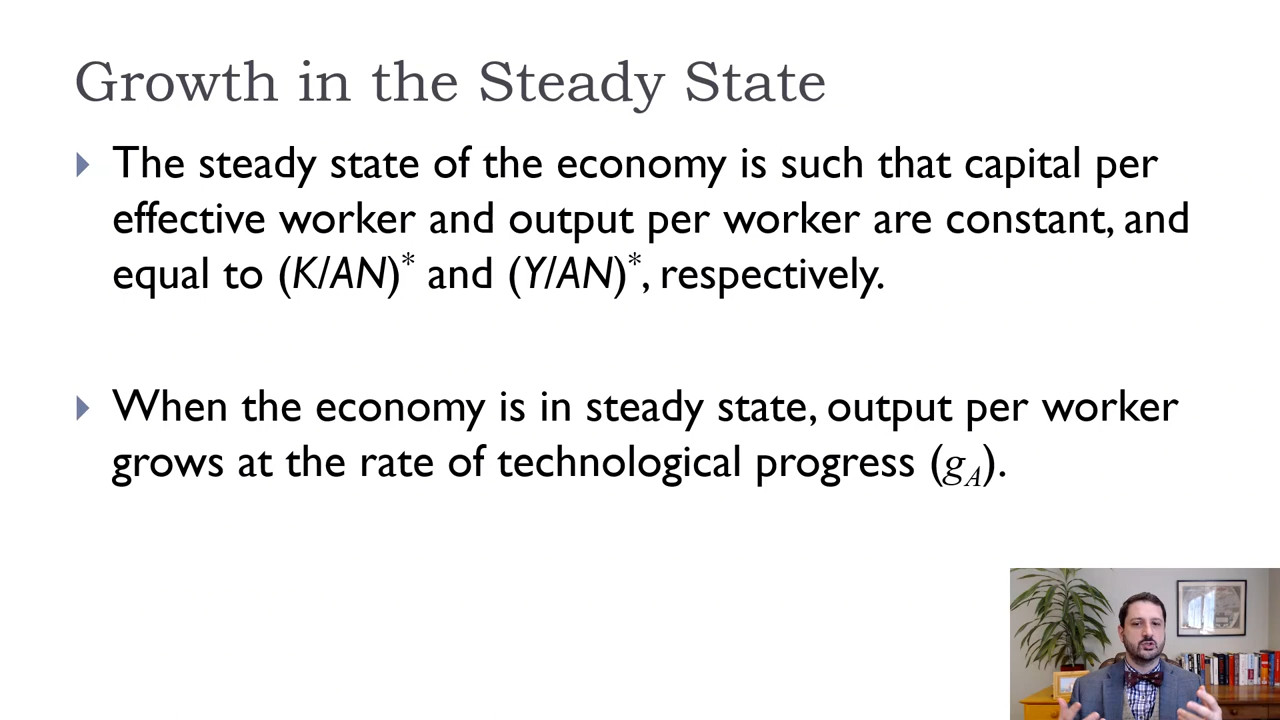 Growth in the Steady State
The steady state of the economy is such that capital per
effective worker and output per worker are constant, and
equal to (K/AN)* and (Y/AN)*, respectively.
When the economy is in steady state, output per worker
grows at the rate of technological progress (gA).